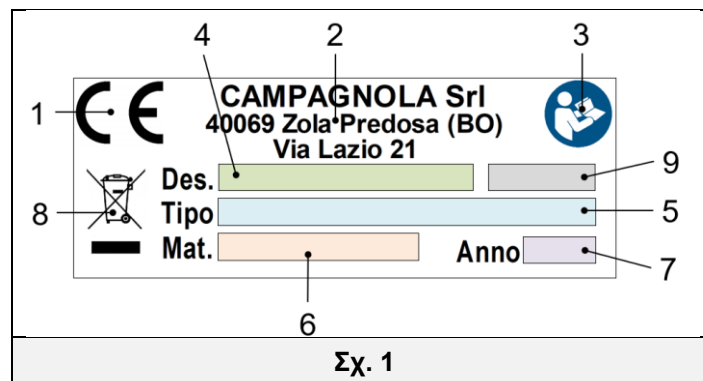 4
2
3
1
CE
CAMPAGNOLA Srl
40069 Zola Predosa (BO)
Via Lazio 21
Des.
9
8
Tipo
5
Mat.
Anno
7
6
Σχ. 1